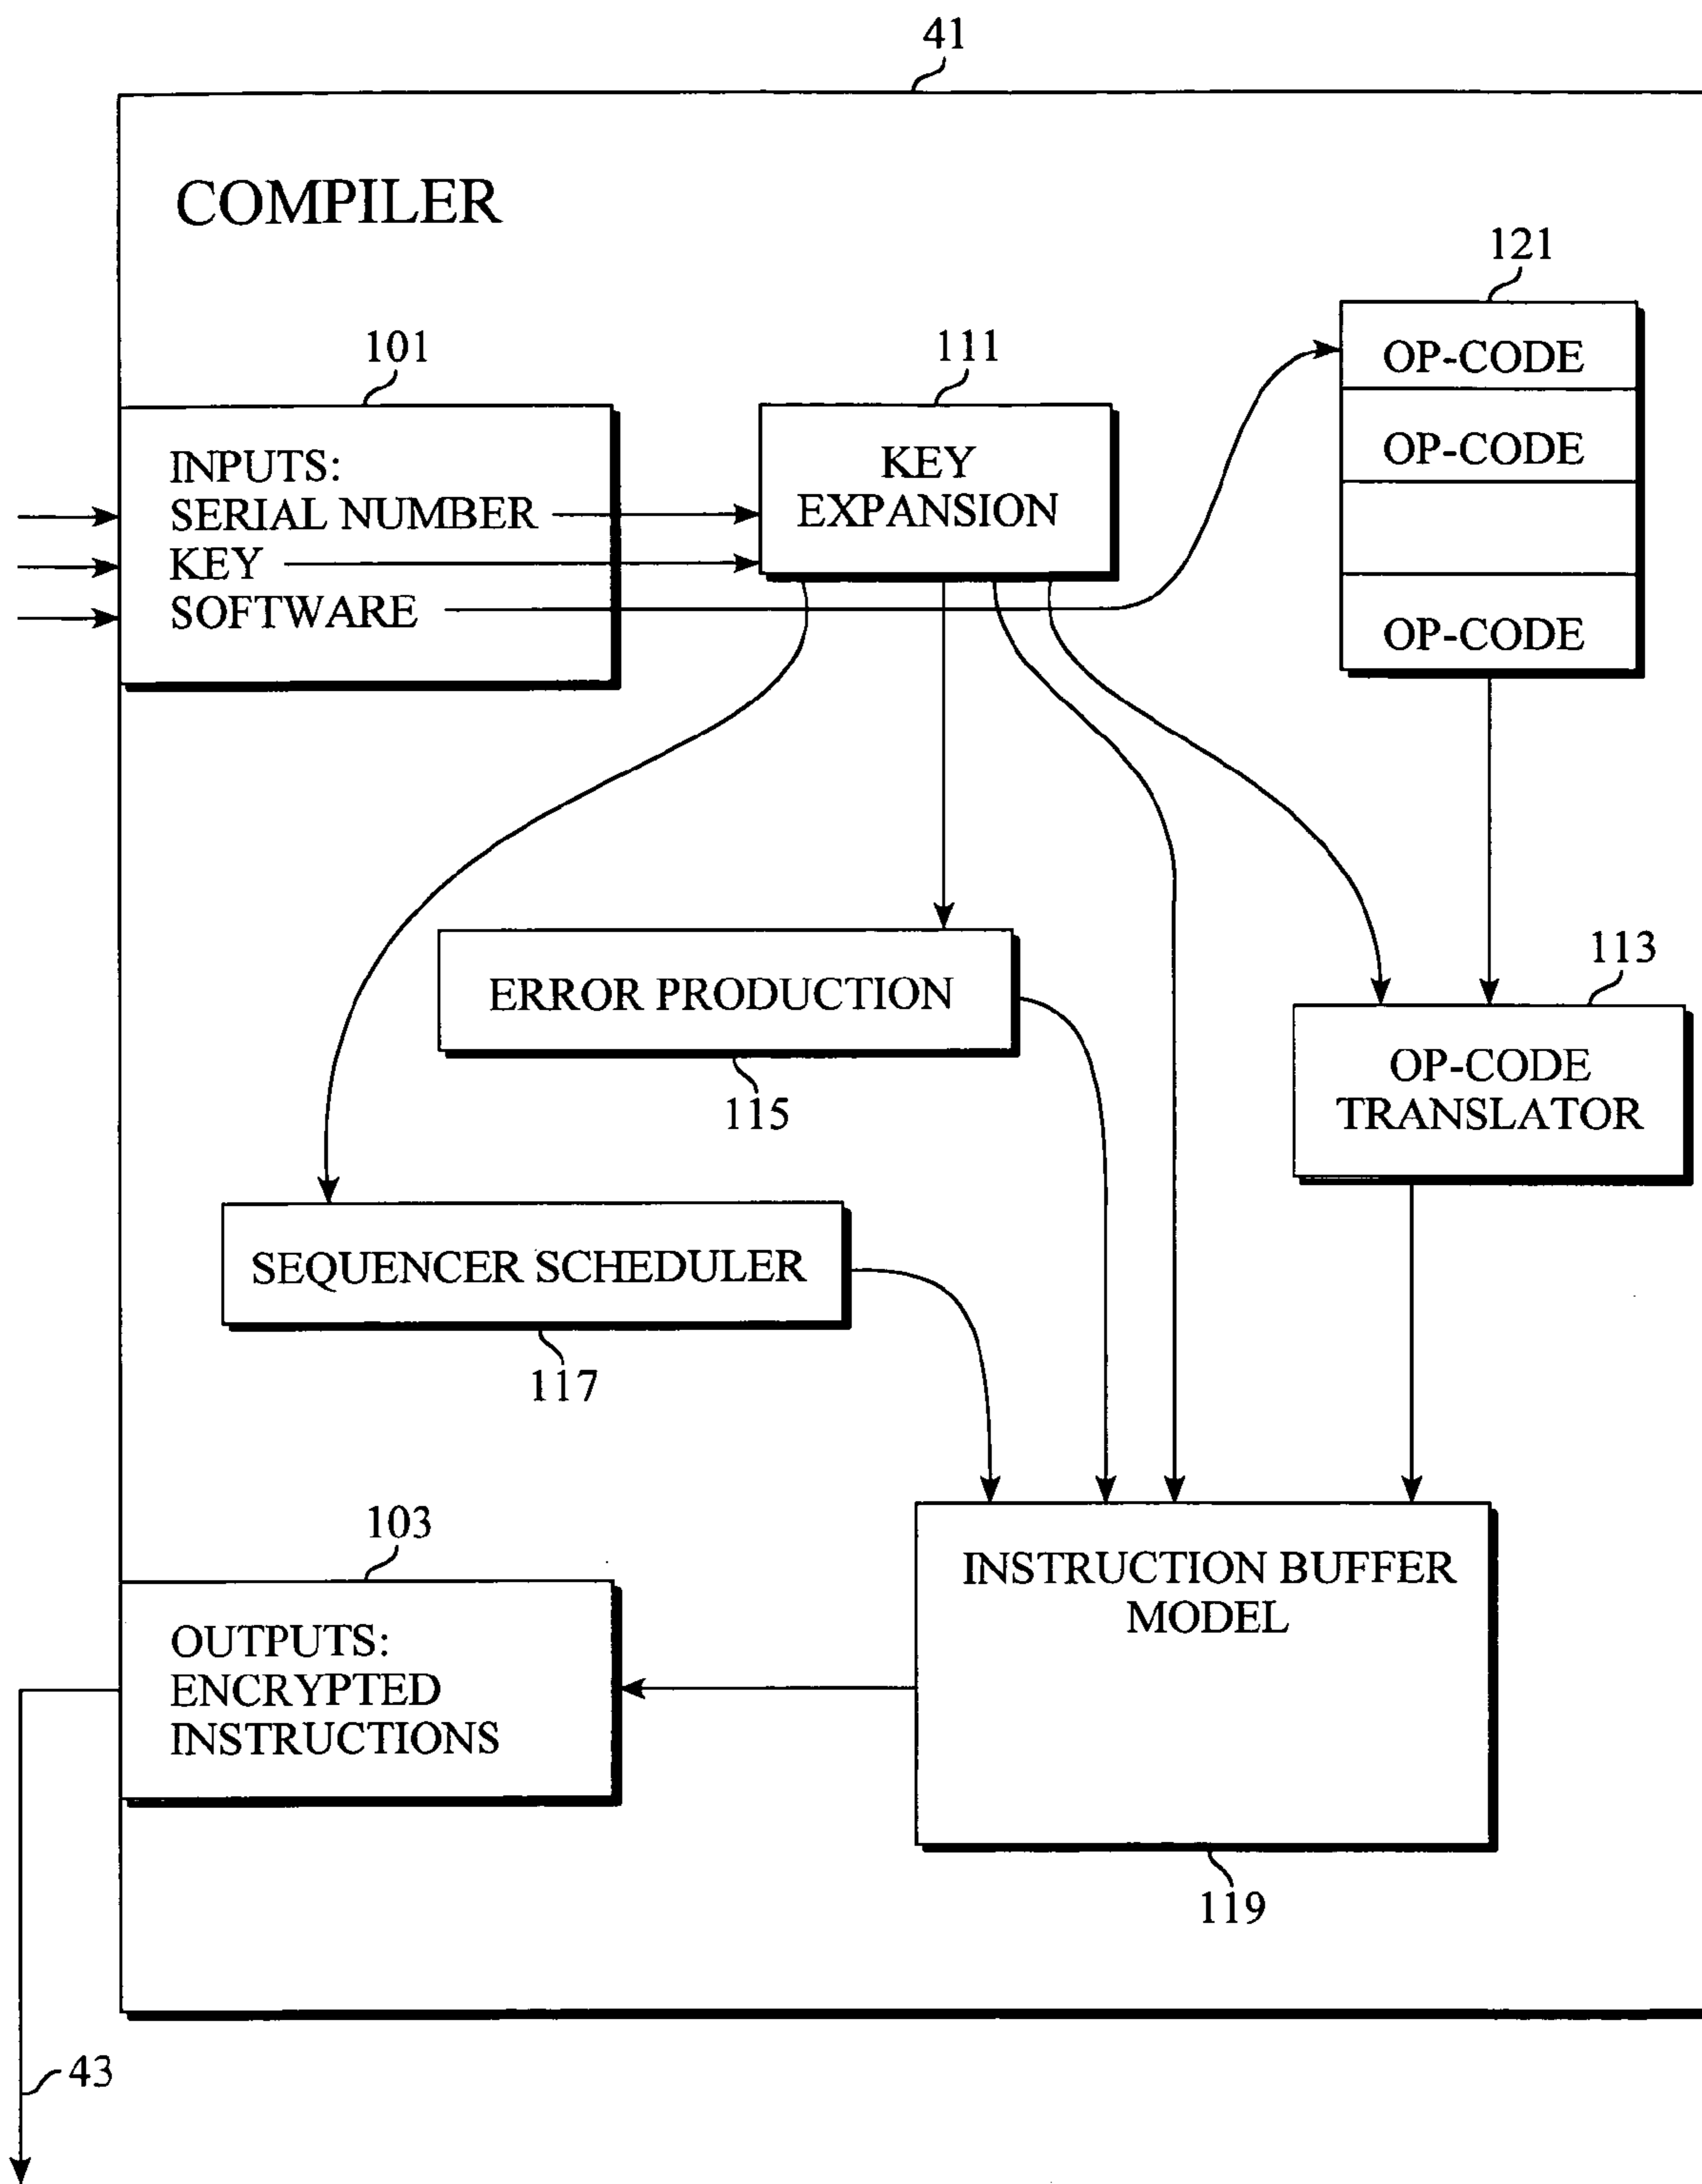 41
COMPILER
121
OP-CODE
OP-CODE
OP-CODE
101
INPUTS:
SERIAL NUMBER
KEY
SOFTWARE
111
KEY
EXPANSION
ERROR PRODUCTION
115
113
OP-CODE
TRANSLATOR
SEQUENCER SCHEDULER
117
103
OUTPUTS:
ENCRYPTED
INSTRUCTIONS
INSTRUCTION BUFFER
MODEL
119
43